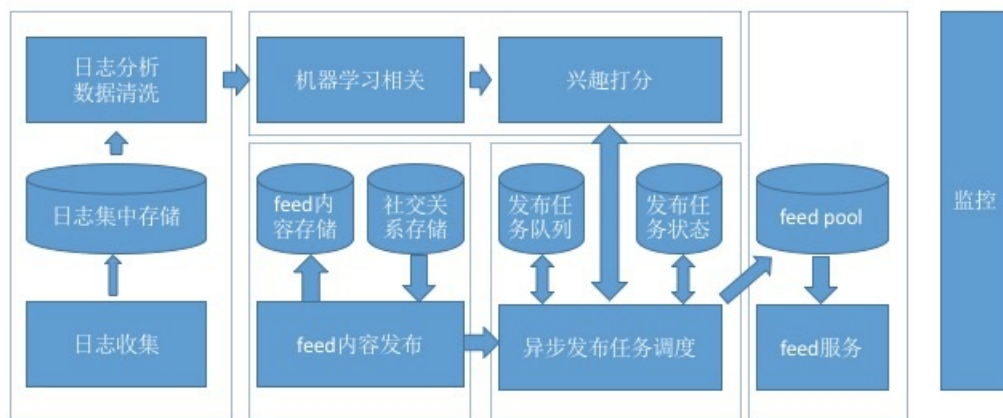 日志分析
数据清洗
机器学习相关
兴趣打分
日志集中存储
feed内
容存储
社交关
系存储
发布任
务队列
发布任
务状态
feed pool
监控
日志收集
feed内容发布
异步发布任务调度
feed服务